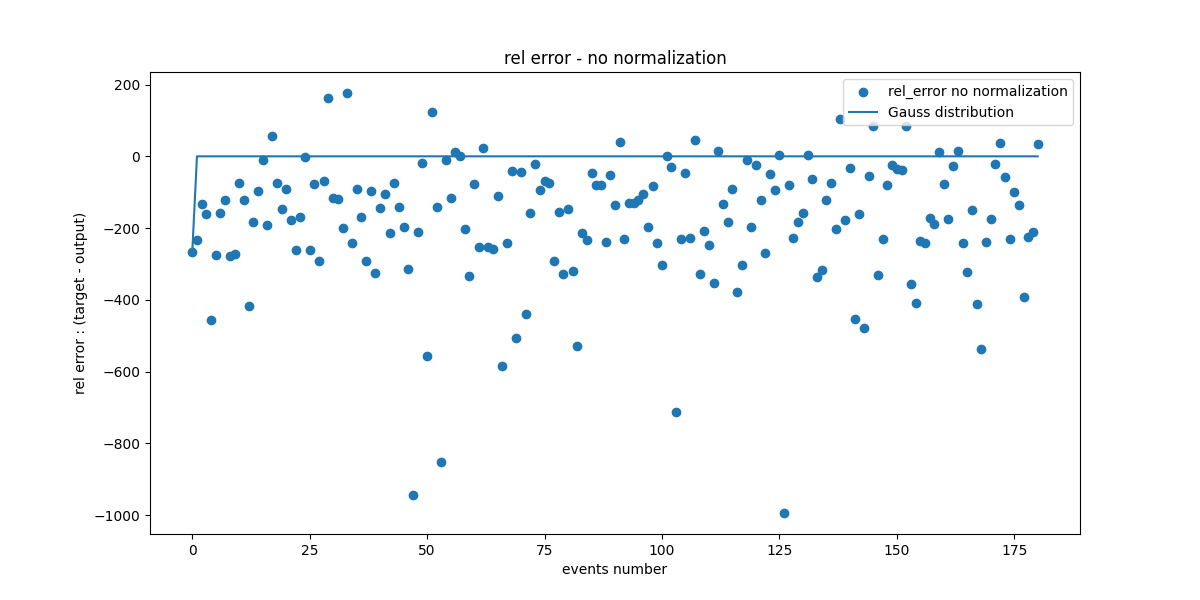 rel error - no normalization
rel_error no normalization
Gauss distribution
200
0
−200
−400
−600
−800
−1000
rel error : (target - output)
0 25 50 75 100 125 150 175
events number